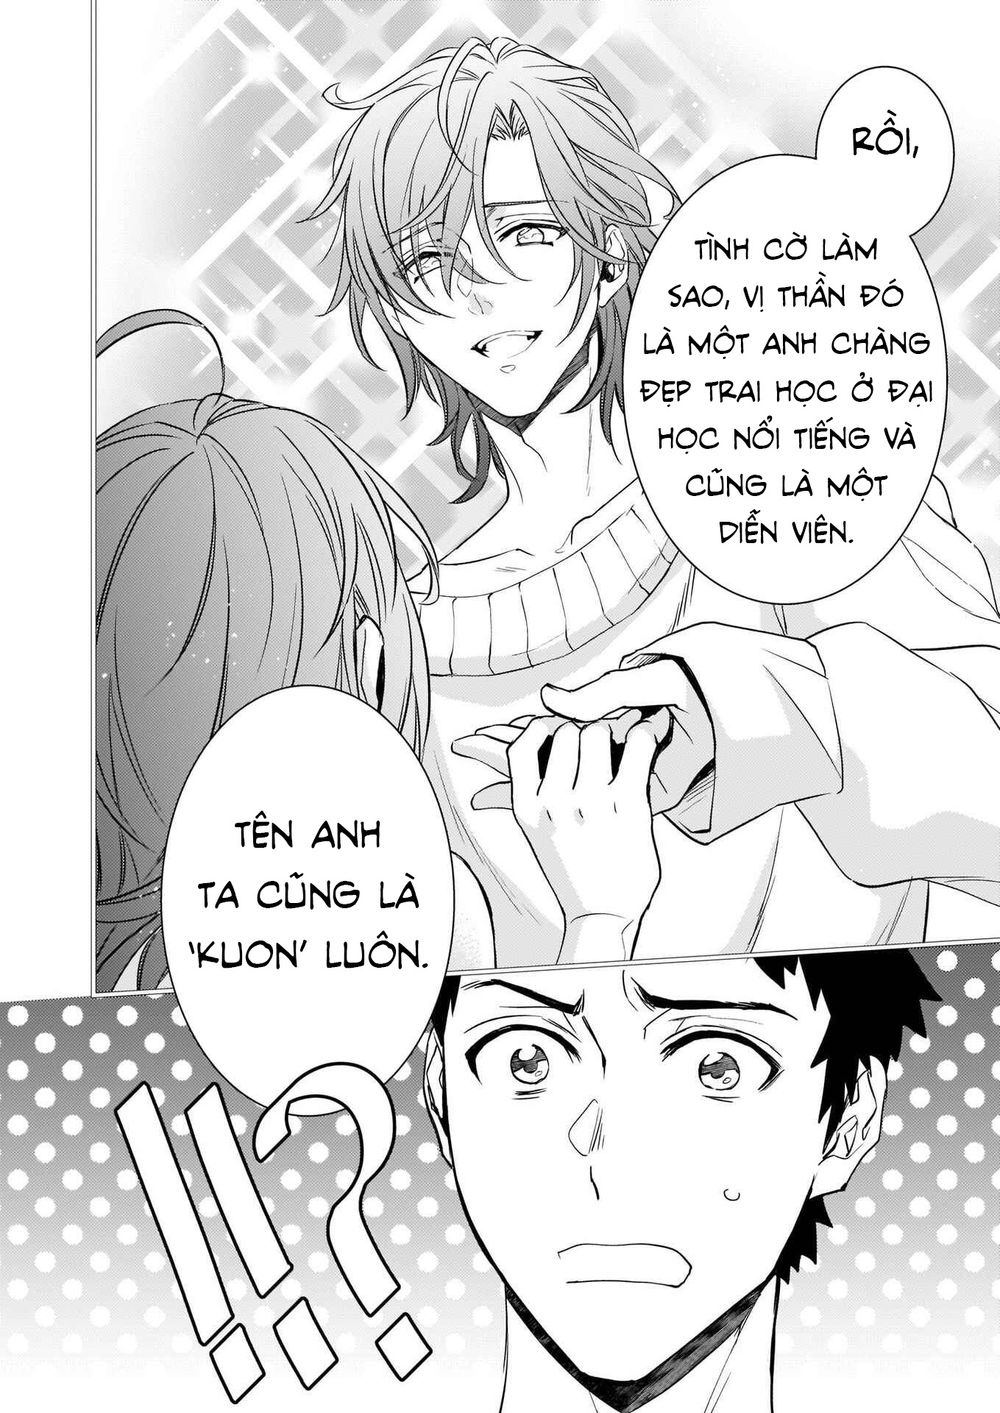 RỒI,
TÌNH CỜ LÀM
SAO, VỊ THẦN ĐÓ
LÀ MỘT ANH CHÀNG
ĐẸP TRAI HỌC Ở ĐẠI
HỌC NỔI TIẾNG VÀ
CŨNG LÀ MỘT
DIỄN VIÊN.
TÊN ANH
TA CŨNG LÀ
'KUON' LUÔN.
!!?